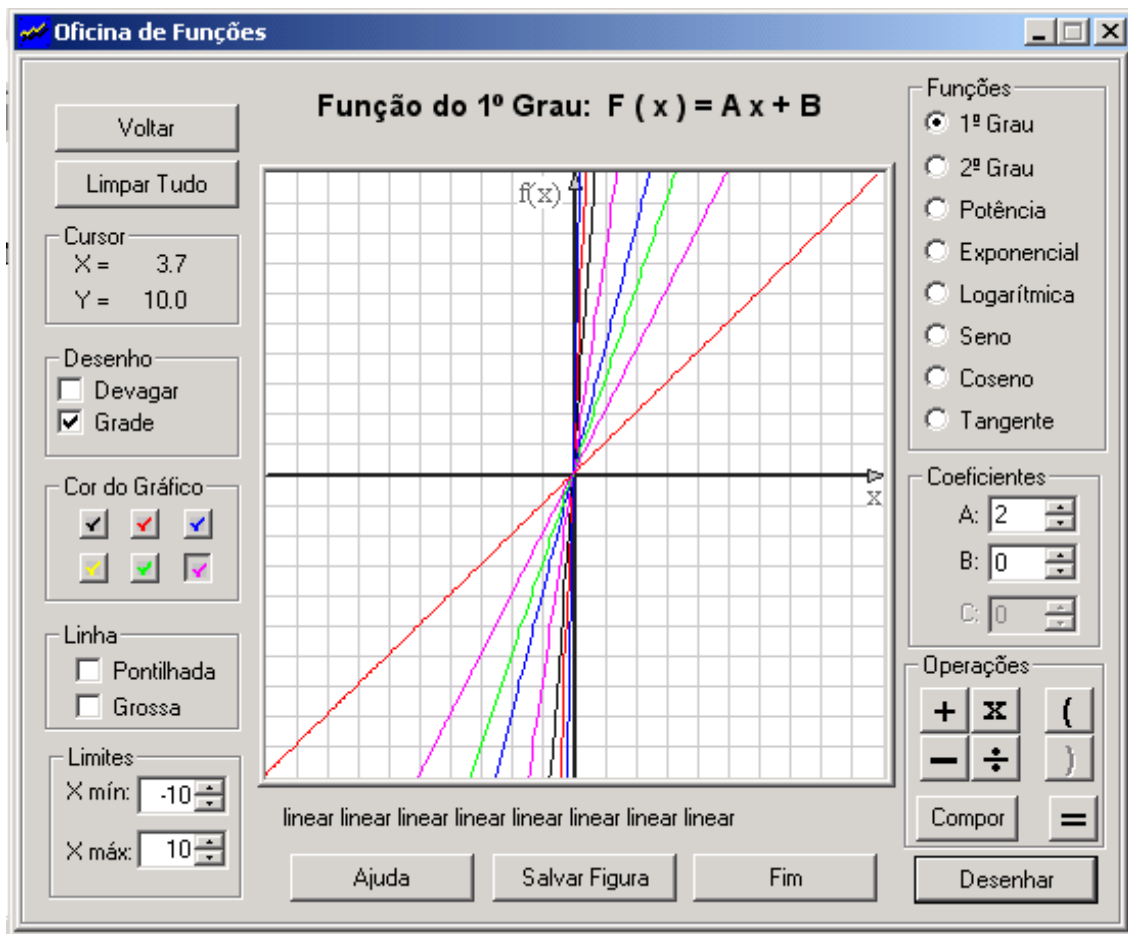 Oficina de Funções
Voltar
Limpar Tudo
Cursor
X = 3.7
Y = 10.0
Desenho
Devagar
Grade
Cor do Gráfico
Linha
Pontilhada
Grossa
Limites
X mín: -10
X máx: 10
Função do 1º Grau: F ( x ) = A x + B
f(x)
x
linear linear linear linear linear linear linear linear
Ajuda
Salvar Figura
Fim
Funções
1º Grau
2º Grau
Potência
Exponencial
Logarítmica
Seno
Coseno
Tangente
Coeficientes
A: 2
B: 0
C: 0
Operações
+ x (
− ÷ )
Compor =
Desenhar